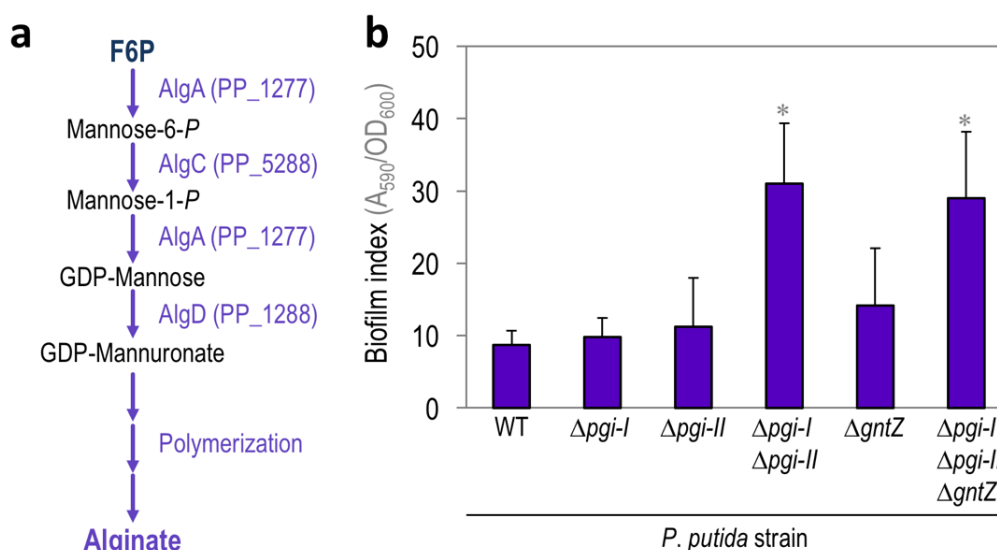 a
F6P
AlgA (PP_1277)
Mannose-6-P
AlgC (PP_5288)
Mannose-1-P
AlgA (PP_1277)
GDP-Mannose
AlgD (PP_1288)
GDP-Mannuronate
Polymerization
Alginate
b
Biofilm index (A590/OD600)
50
40
30
20
10
0
*
*
WT
Δpgi-I
Δpgi-II
Δpgi-I
Δpgi-II
ΔgntZ
Δpgi-I
Δpgi-II
ΔgntZ
P. putida strain